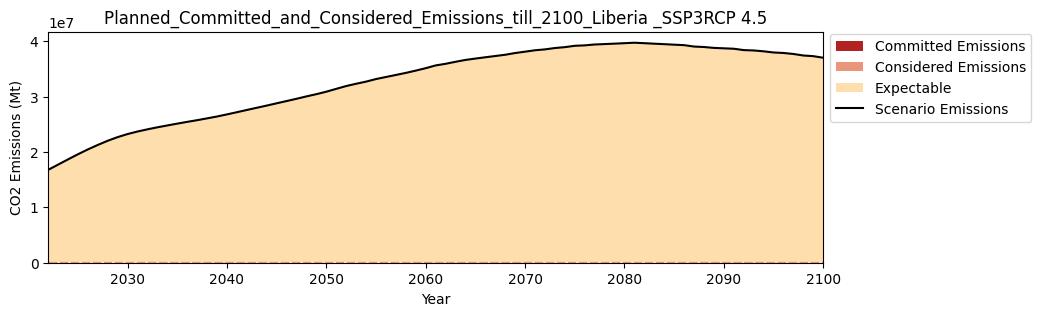 Planned_Committed_and_Considered_Emissions_till_2100_Liberia _SSP3RCP 4.5
1e7
4
3
2
1
0
CO2 Emissions (Mt)
2030 2040 2050 2060 2070 2080 2090 2100
Year
Committed Emissions
Considered Emissions
Expectable
Scenario Emissions